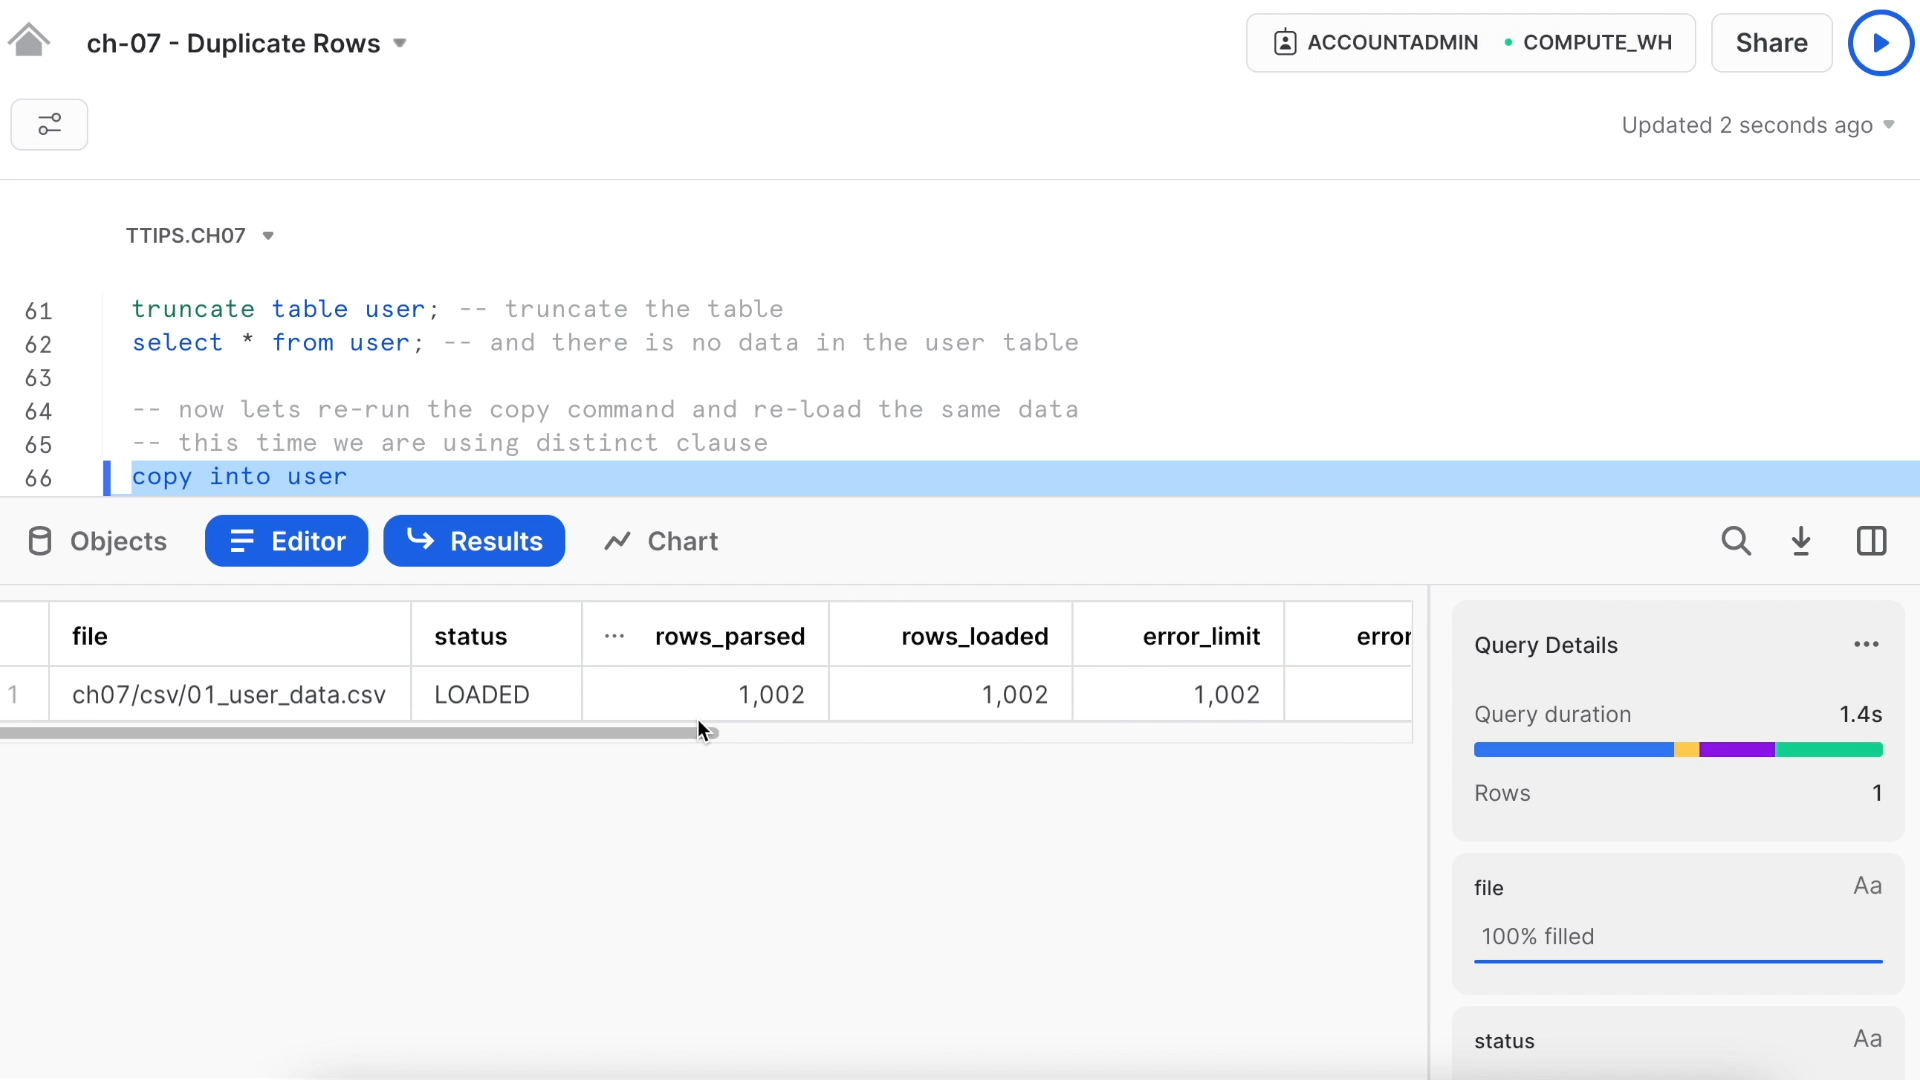 ch-07 - Duplicate Rows
ACCOUNTADMIN COMPUTE_WH
Share
Updated 2 seconds ago
TTIPS.CH07
61 truncate table user; -- truncate the table
62 select * from user; -- and there is no data in the user table
63
64 -- now lets re-run the copy command and re-load the same data
65 -- this time we are using distinct clause
66 copy into user
Objects Editor Results Chart
file status ... rows_parsed rows_loaded error_limit error
1 ch07/csv/01_user_data.csv LOADED 1,002 1,002 1,002
Query Details ...
Query duration 1.4s
Rows 1
file Aa
100% filled
status Aa